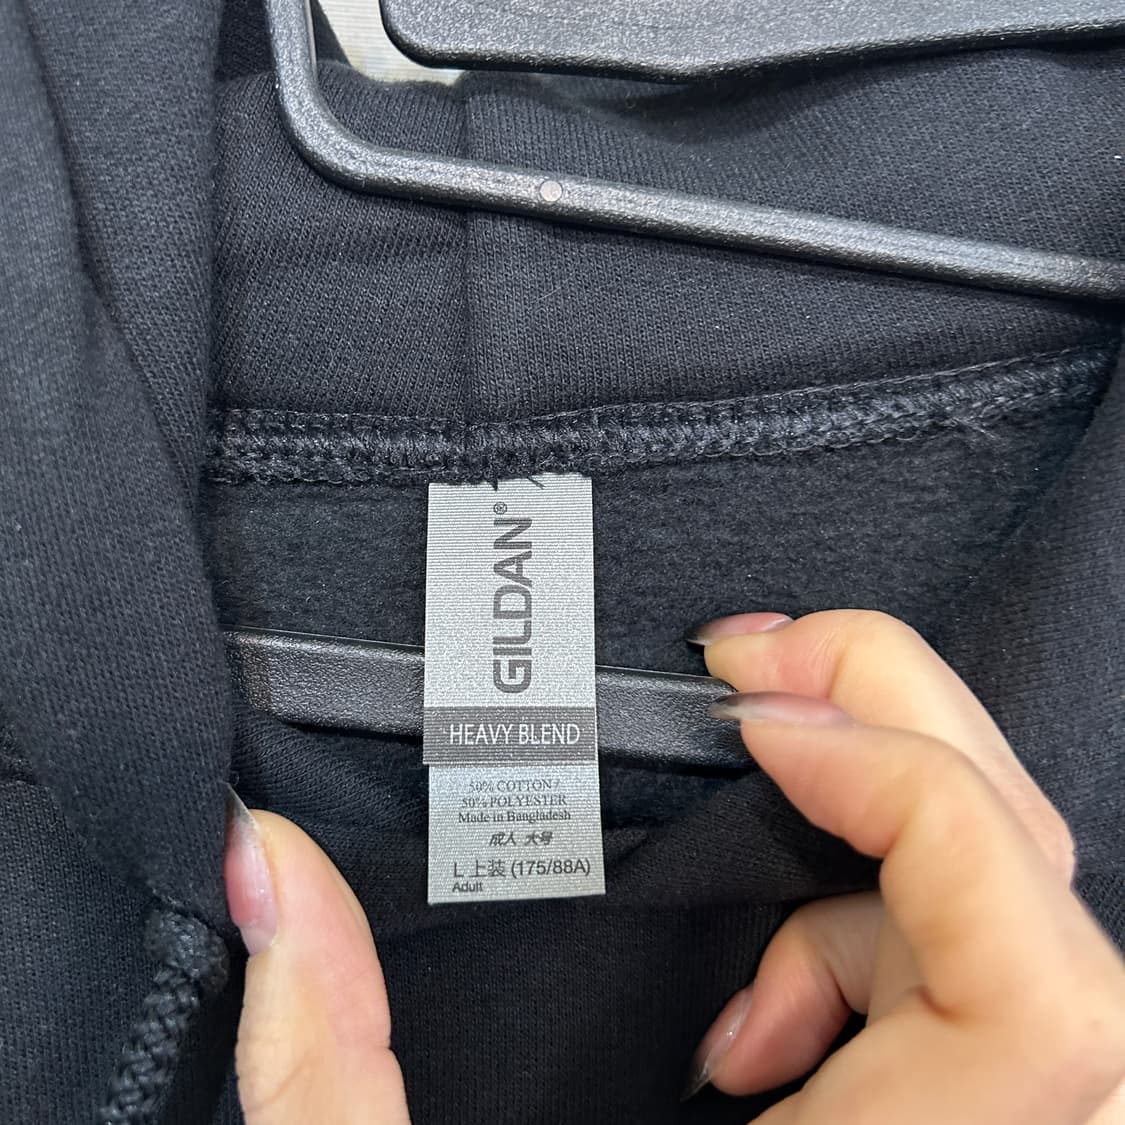 GILDAN®
HEAVY BLEND
50% COTTON /
50% POLYESTER
Made in Bangladesh
成人 大号
L 上装 (175/88A)
Adult